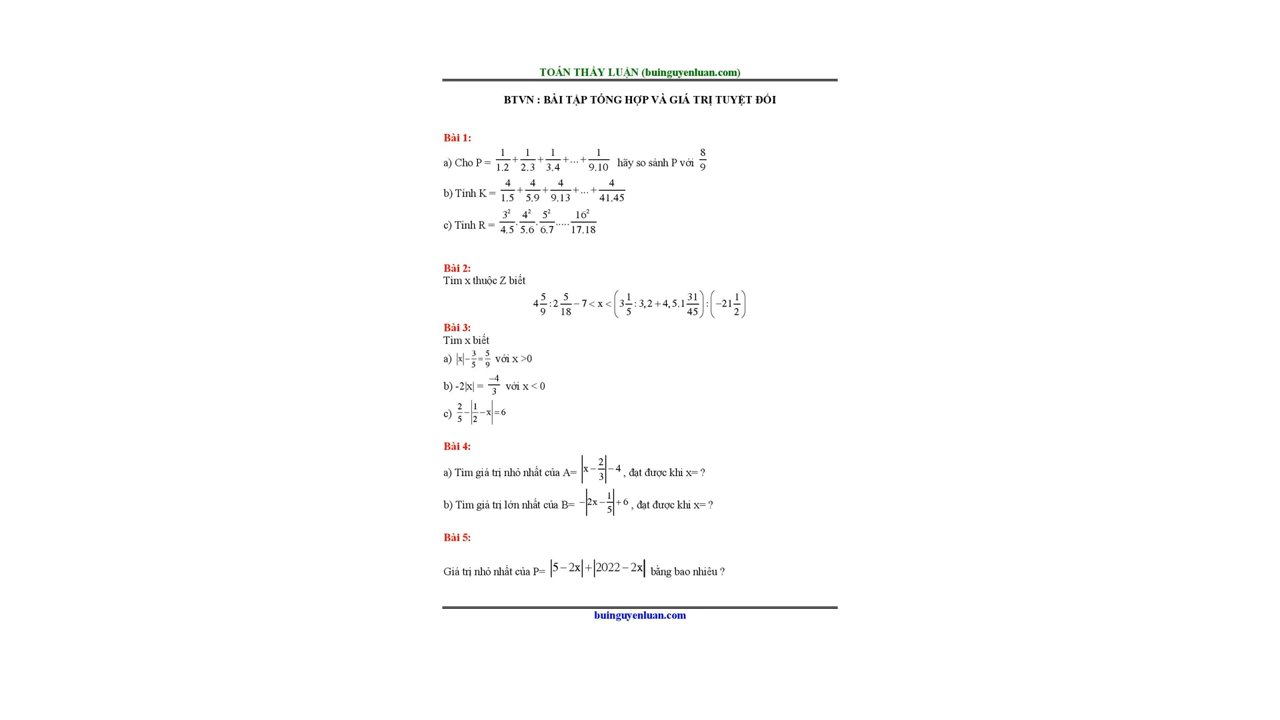 TOÁN THẦY LUẬN (buinguyenluan.com)
BTVN : BÀI TẬP TỔNG HỢP VÀ GIÁ TRỊ TUYỆT ĐỐI
Bài 1:
a) Cho P = 1/1.2 + 1/2.3 + 1/3.4 + ... + 1/9.10 hãy so sánh P với 8/9
b) Tính K = 4/1.5 + 4/5.9 + 4/9.13 + ... + 4/41.45
c) Tính R = 3²/4.5 . 4²/5.6 . 5²/6.7 ..... 16²/17.18
Bài 2:
Tìm x thuộc Z biết
4 5/9 : 2 5/18 − 7 < x < (3 1/5 : 3,2 + 4,5.1 31/45) : (−21 1/2)
Bài 3:
Tìm x biết
a) |x| − 3/5 = 5/9 với x >0
b) -2|x| = −4/3 với x < 0
c) 2/5 − |1/2 − x| = 6
Bài 4:
a) Tìm giá trị nhỏ nhất của A= |x − 2/3| − 4 , đạt được khi x= ?
b) Tìm giá trị lớn nhất của B= −|2x − 1/5| + 6 , đạt được khi x= ?
Bài 5:
Giá trị nhỏ nhất của P= |5 − 2x| + |2022 − 2x| bằng bao nhiêu ?
buinguyenluan.com